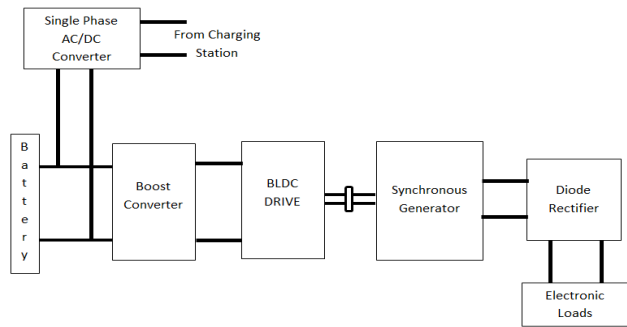 Single Phase
AC/DC
Converter
From Charging
Station
B
a
t
t
e
r
y
Boost
Converter
BLDC
DRIVE
Synchronous
Generator
Diode
Rectifier
Electronic
Loads